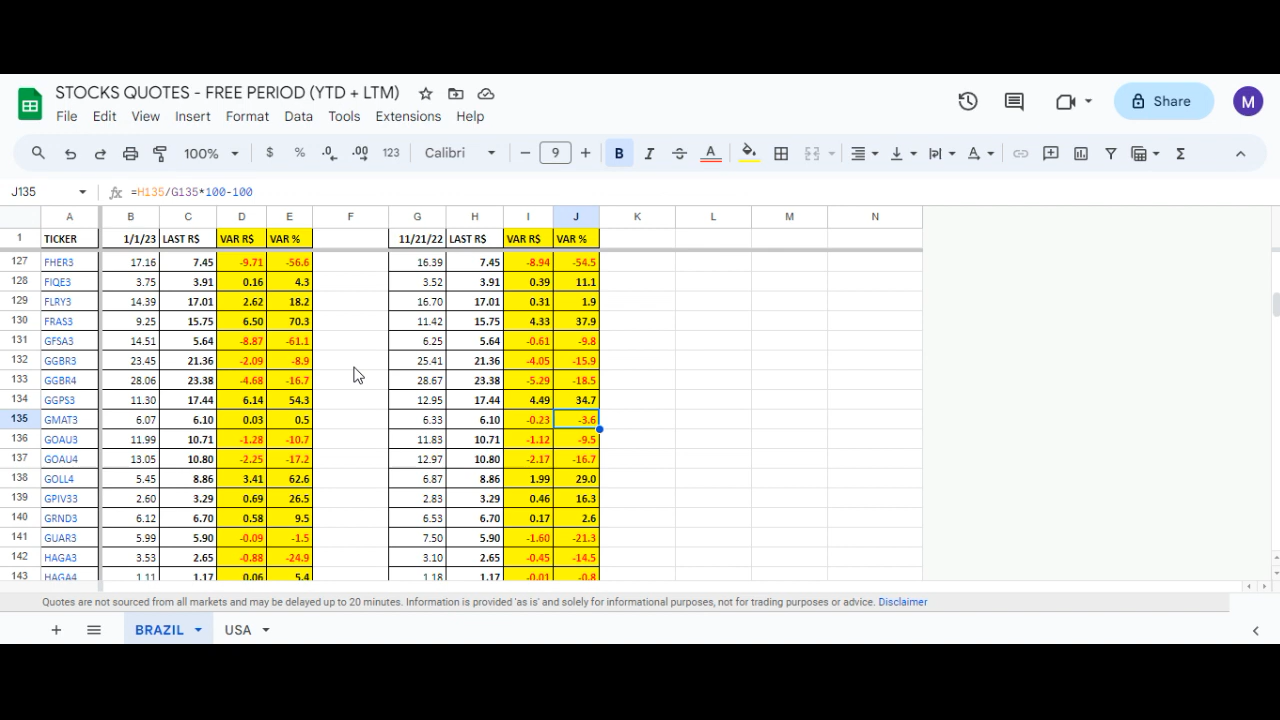 STOCKS QUOTES - FREE PERIOD (YTD + LTM)
M
Share
File Edit View Insert Format Data Tools Extensions Help
100% $ % .0 .00 123 Calibri − 9 + B I A A Σ
J135 fx =H135/G135*100-100
A B C D E F G H I J K L M N
1 TICKER 1/1/23 LAST R$ VAR R$ VAR % 11/21/22 LAST R$ VAR R$ VAR %
127 FHER3 17.16 7.45 -9.71 -56.6 16.39 7.45 -8.94 -54.5
128 FIQE3 3.75 3.91 0.16 4.3 3.52 3.91 0.39 11.1
129 FLRY3 14.39 17.01 2.62 18.2 16.70 17.01 0.31 1.9
130 FRAS3 9.25 15.75 6.50 70.3 11.42 15.75 4.33 37.9
131 GFSA3 14.51 5.64 -8.87 -61.1 6.25 5.64 -0.61 -9.8
132 GGBR3 23.45 21.36 -2.09 -8.9 25.41 21.36 -4.05 -15.9
133 GGBR4 28.06 23.38 -4.68 -16.7 28.67 23.38 -5.29 -18.5
134 GGPS3 11.30 17.44 6.14 54.3 12.95 17.44 4.49 34.7
135 GMAT3 6.07 6.10 0.03 0.5 6.33 6.10 -0.23 -3.6
136 GOAU3 11.99 10.71 -1.28 -10.7 11.83 10.71 -1.12 -9.5
137 GOAU4 13.05 10.80 -2.25 -17.2 12.97 10.80 -2.17 -16.7
138 GOLL4 5.45 8.86 3.41 62.6 6.87 8.86 1.99 29.0
139 GPIV33 2.60 3.29 0.69 26.5 2.83 3.29 0.46 16.3
140 GRND3 6.12 6.70 0.58 9.5 6.53 6.70 0.17 2.6
141 GUAR3 5.99 5.90 -0.09 -1.5 7.50 5.90 -1.60 -21.3
142 HAGA3 3.53 2.65 -0.88 -24.9 3.10 2.65 -0.45 -14.5
143 HAGA4 1.11 1.17 0.06 5.4 1.18 1.17 -0.01 -0.8
Quotes are not sourced from all markets and may be delayed up to 20 minutes. Information is provided 'as is' and solely for informational purposes, not for trading purposes or advice. Disclaimer
BRAZIL USA